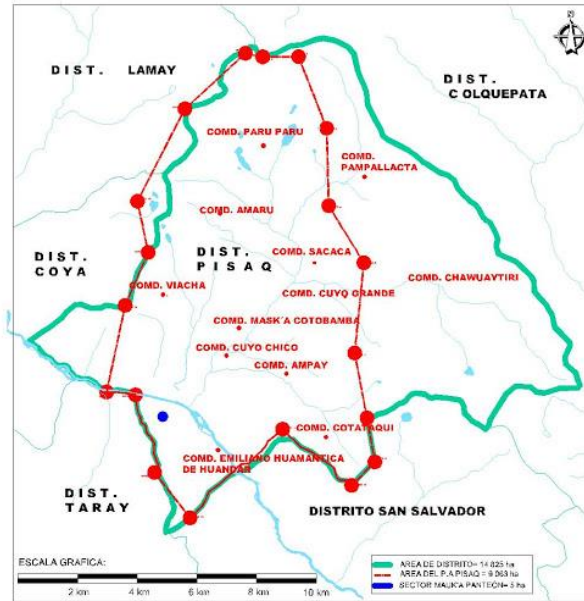 N
DIST. LAMAY
DIST.
COLQUEPATA
COMD. PARU PARU
COMD.
PAMPALLACTA
COMD. AMARU
DIST.
PISAQ
COMD. SACACA
DIST.
COYA
COMD. CHAWUAYTIRI
COMD. VIACHA
COMD. CUYO GRANDE
COMD. MASK'A COTOBAMBA
COMD. CUYO CHICO
COMD. AMPAY
COMD. COTATAQUI
COMD. EMILIANO HUAMANTICA
DE HUANDAR
DIST.
TARAY
DISTRITO SAN SALVADOR
ESCALA GRAFICA:
2 km
4 km
6 km
8 km
10 km
AREA DE DISTRITO= 14 825 ha
AREA DEL P.A PISAQ = 9 063 ha
SECTOR MAUKA PANTEÓN= 5 ha